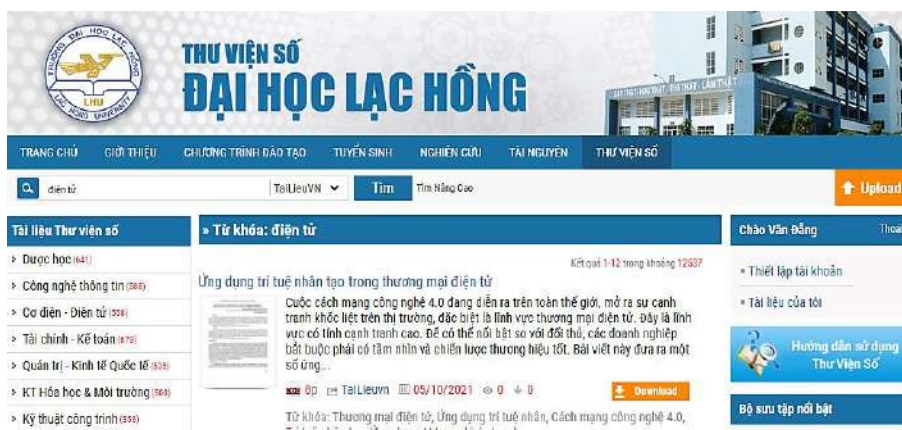 TRƯỜNG ĐẠI HỌC LẠC HỒNG
LHU
LAC HONG UNIVERSITY
THƯ VIỆN SỐ
ĐẠI HỌC LẠC HỒNG
TRANG CHỦ GIỚI THIỆU CHƯƠNG TRÌNH ĐÀO TẠO TUYỂN SINH NGHIÊN CỨU TÀI NGUYÊN THƯ VIỆN SỐ
điện tử TaiLieuVN Tìm Tìm Nâng Cao Upload
Tài liệu Thư viện số
Dược học (641)
Công nghệ thông tin
Cơ điện - Điện tử
Tài chính - Kế toán
Quản trị - Kinh tế Quốc tế
KT Hóa học & Môi trường
Kỹ thuật công trình
» Từ khóa: điện tử
Kết quả 1-12 trong khoảng 12637
Ứng dụng trí tuệ nhân tạo trong thương mại điện tử
Cuộc cách mạng công nghệ 4.0 đang diễn ra trên toàn thế giới, mở ra sự cạnh
tranh khốc liệt trên thị trường, đặc biệt là lĩnh vực thương mại điện tử. Đây là lĩnh
vực có tính cạnh tranh cao. Để có thể nổi bật so với đối thủ, các doanh nghiệp
bắt buộc phải có tầm nhìn và chiến lược thương hiệu tốt. Bài viết này đưa ra một
số ứng...
8p TaiLieuvn 05/10/2021 0 0 Download
Từ khóa: Thương mại điện tử, Ứng dụng trí tuệ nhân, Cách mạng công nghệ 4.0,
Chào Văn Đẳng
Thiết lập tài khoản
Tài liệu của tôi
Hướng dẫn sử dụng
Thư Viện Số
Bộ sưu tập nổi bật